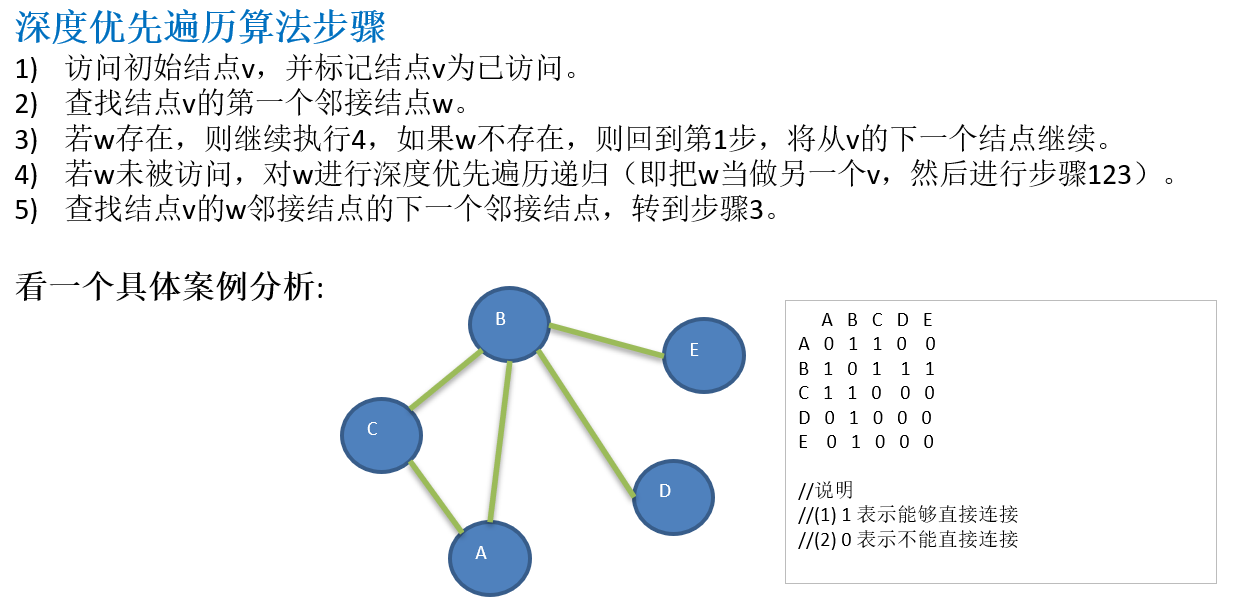 深度优先遍历算法步骤
1) 访问初始结点v，并标记结点v为已访问。
2) 查找结点v的第一个邻接结点w。
3) 若w存在，则继续执行4，如果w不存在，则回到第1步，将从v的下一个结点继续。
4) 若w未被访问，对w进行深度优先遍历递归（即把w当做另一个v，然后进行步骤123）。
5) 查找结点v的w邻接结点的下一个邻接结点，转到步骤3。
看一个具体案例分析:
B
E
C
D
A
A B C D E
A 0 1 1 0 0
B 1 0 1 1 1
C 1 1 0 0 0
D 0 1 0 0 0
E 0 1 0 0 0
//说明
//(1) 1 表示能够直接连接
//(2) 0 表示不能直接连接